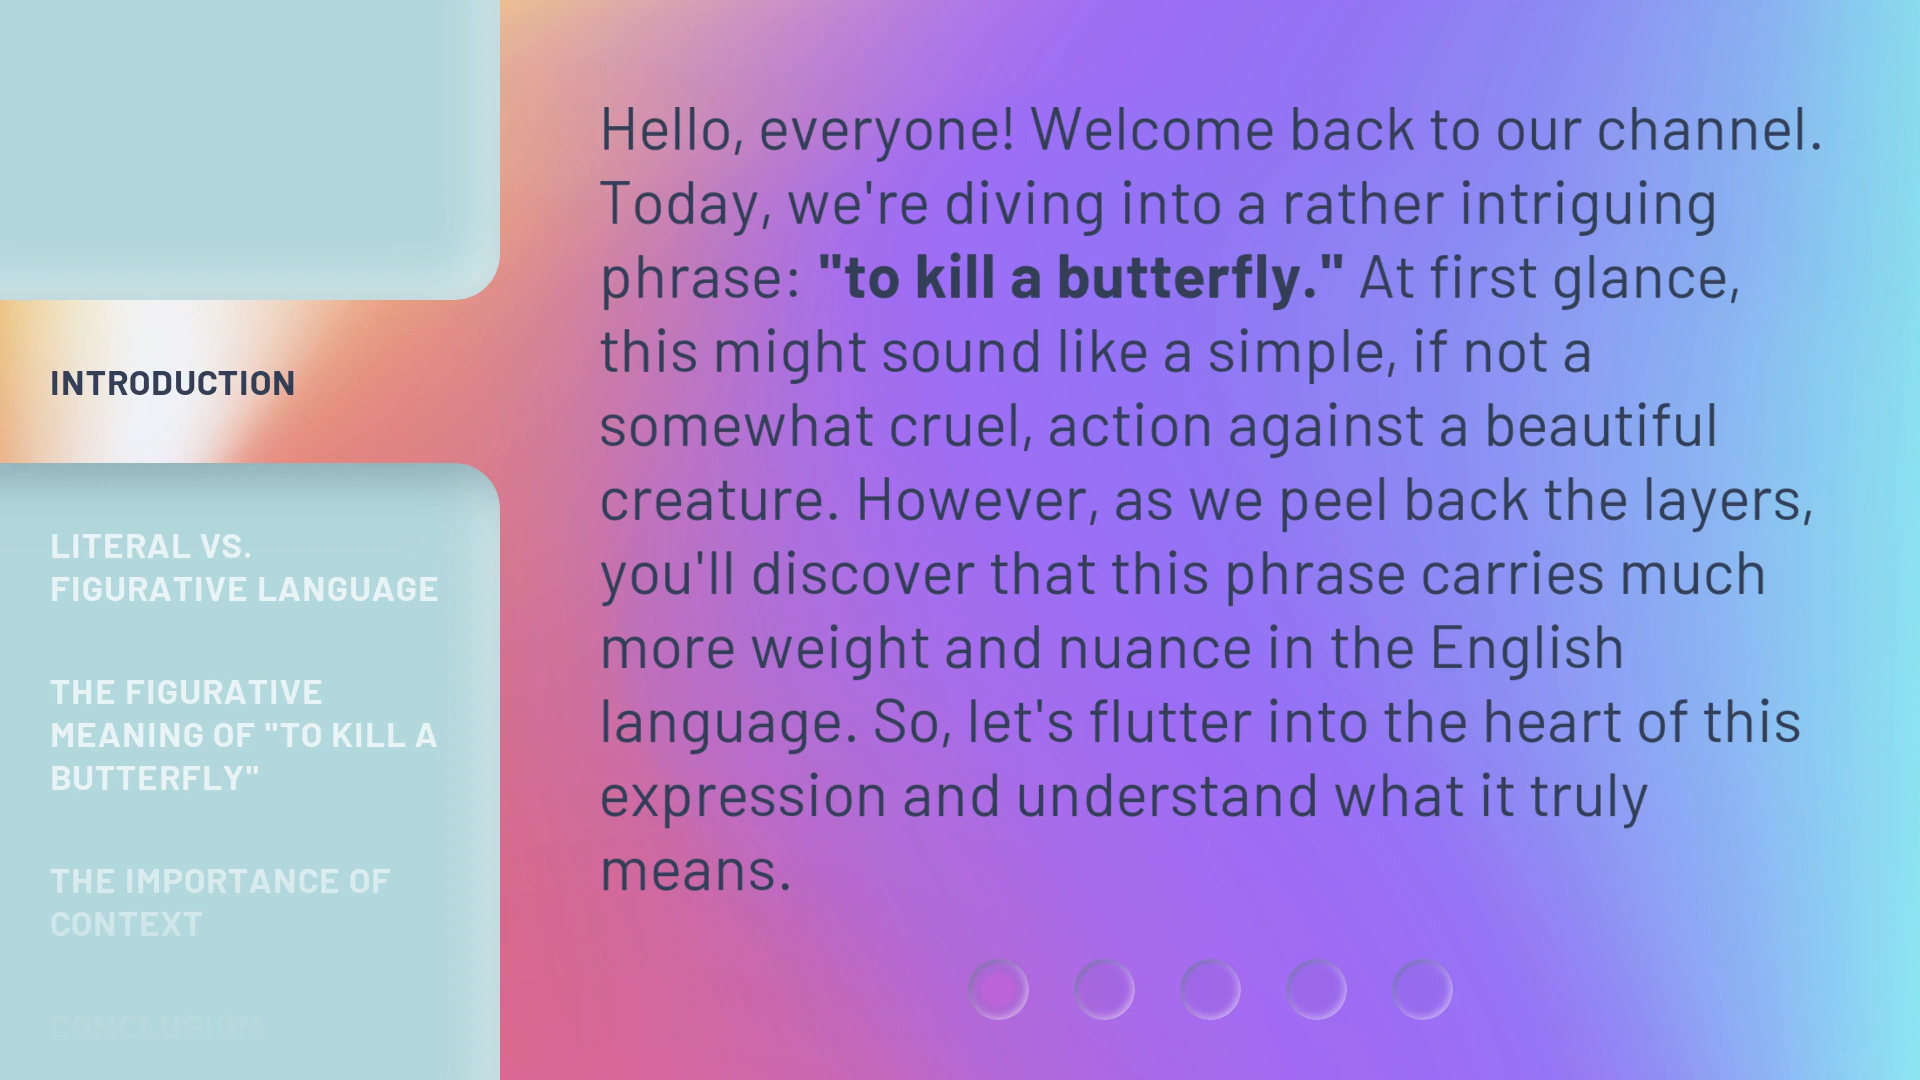 INTRODUCTION
LITERAL VS.
FIGURATIVE LANGUAGE
THE FIGURATIVE
MEANING OF "TO KILL A
BUTTERFLY"
THE IMPORTANCE OF
CONTEXT
CONCLUSION
Hello, everyone! Welcome back to our channel.
Today, we're diving into a rather intriguing
phrase: "to kill a butterfly." At first glance,
this might sound like a simple, if not a
somewhat cruel, action against a beautiful
creature. However, as we peel back the layers,
you'll discover that this phrase carries much
more weight and nuance in the English
language. So, let's flutter into the heart of this
expression and understand what it truly
means.